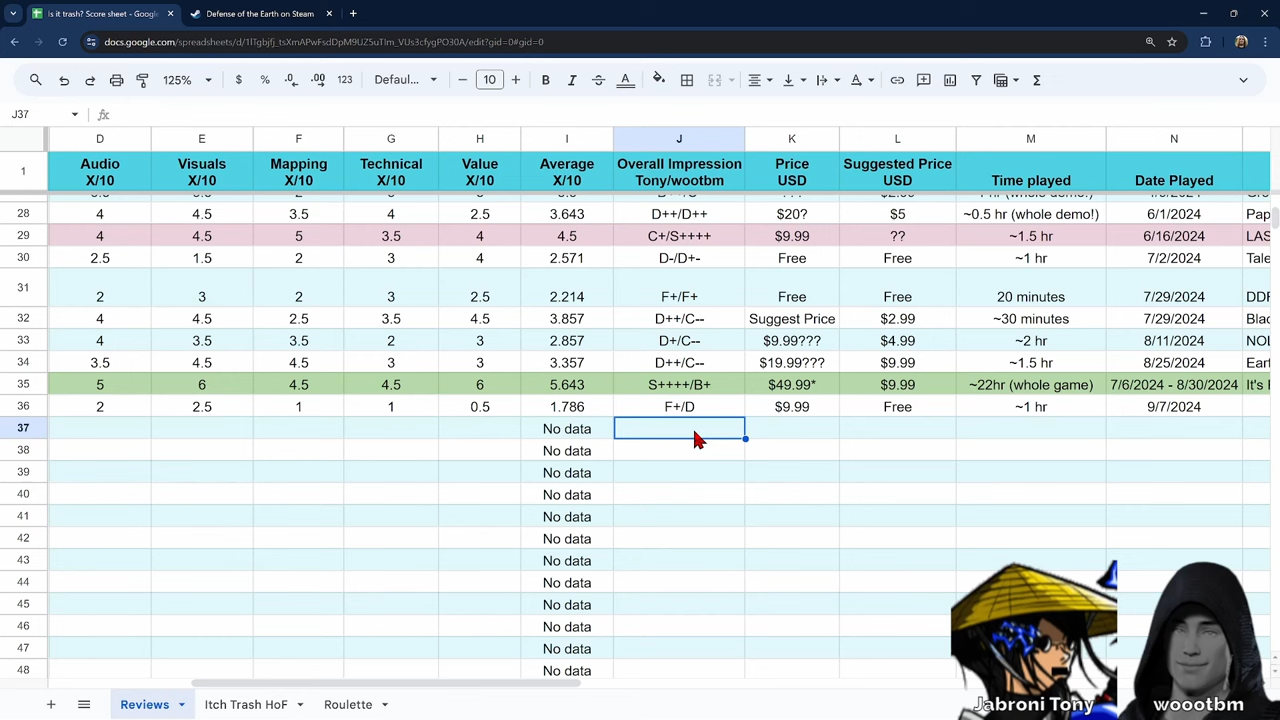 Is it trash? Score sheet - Googl
Defense of the Earth on Steam
docs.google.com/spreadsheets/d/1lTgbjfj_tsXmAPwFsdDpM9UZ5uTIm_VUs3cfygPO30A/edit?gid=0#gid=0
125% $ % .0 .00 123 Defaul... 10 B I S A
J37 fx
D E F G H I J K L M N
1 Audio X/10 Visuals X/10 Mapping X/10 Technical X/10 Value X/10 Average X/10 Overall Impression Tony/wootbm Price USD Suggested Price USD Time played Date Played
28 4 4.5 3.5 4 2.5 3.643 D++/D++ $20? $5 ~0.5 hr (whole demo!) 6/1/2024 Pap
29 4 4.5 5 3.5 4 4.5 C+/S++++ $9.99 ?? ~1.5 hr 6/16/2024 LAS
30 2.5 1.5 2 3 4 2.571 D-/D+- Free Free ~1 hr 7/2/2024 Tale
31 2 3 2 3 2.5 2.214 F+/F+ Free Free 20 minutes 7/29/2024 DDF
32 4 4.5 2.5 3.5 4.5 3.857 D++/C-- Suggest Price $2.99 ~30 minutes 7/29/2024 Blac
33 4 3.5 3.5 2 3 2.857 D+/C-- $9.99??? $4.99 ~2 hr 8/11/2024 NOL
34 3.5 4.5 4.5 3 3 3.357 D++/C-- $19.99??? $9.99 ~1.5 hr 8/25/2024 Eart
35 5 6 4.5 4.5 6 5.643 S++++/B+ $49.99* $9.99 ~22hr (whole game) 7/6/2024 - 8/30/2024 It's F
36 2 2.5 1 1 0.5 1.786 F+/D $9.99 Free ~1 hr 9/7/2024
37 No data
38 No data
39 No data
40 No data
41 No data
42 No data
43 No data
44 No data
45 No data
46 No data
47 No data
48 No data
Jabroni Tony woootbm
+ Reviews Itch Trash HoF Roulette